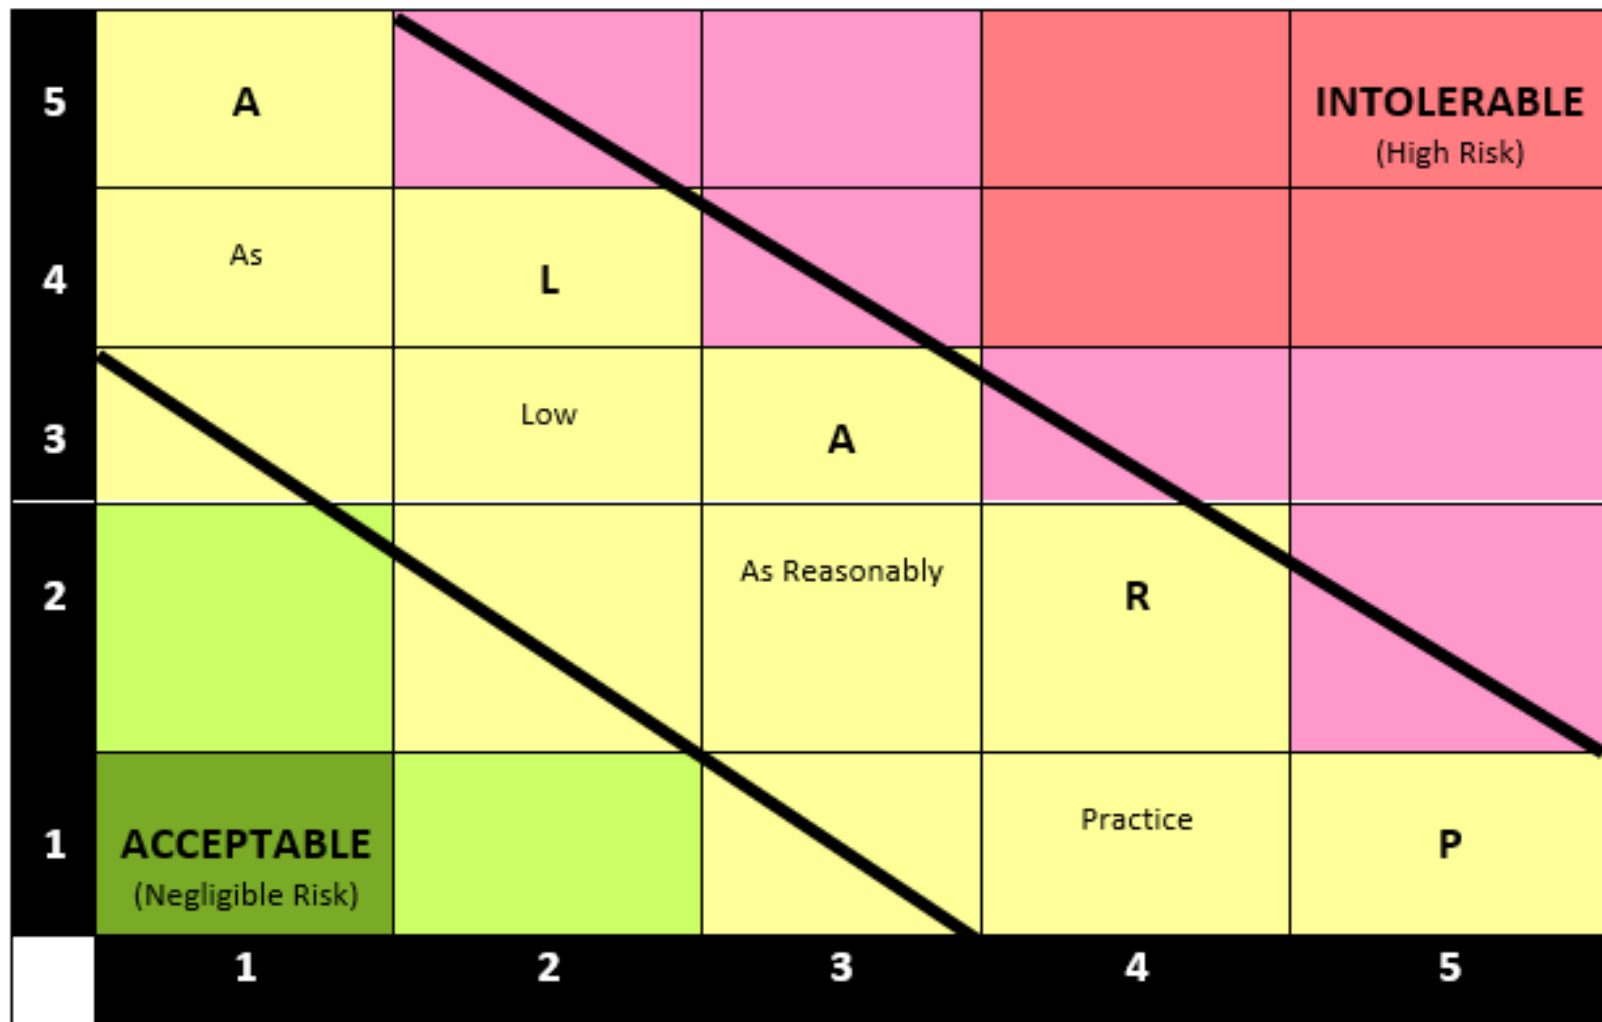 5
A
INTOLERABLE
(High Risk)
4
As
L
3
Low
A
2
As Reasonably
R
1
ACCEPTABLE
(Negligible Risk)
Practice
P
1 2 3 4 5